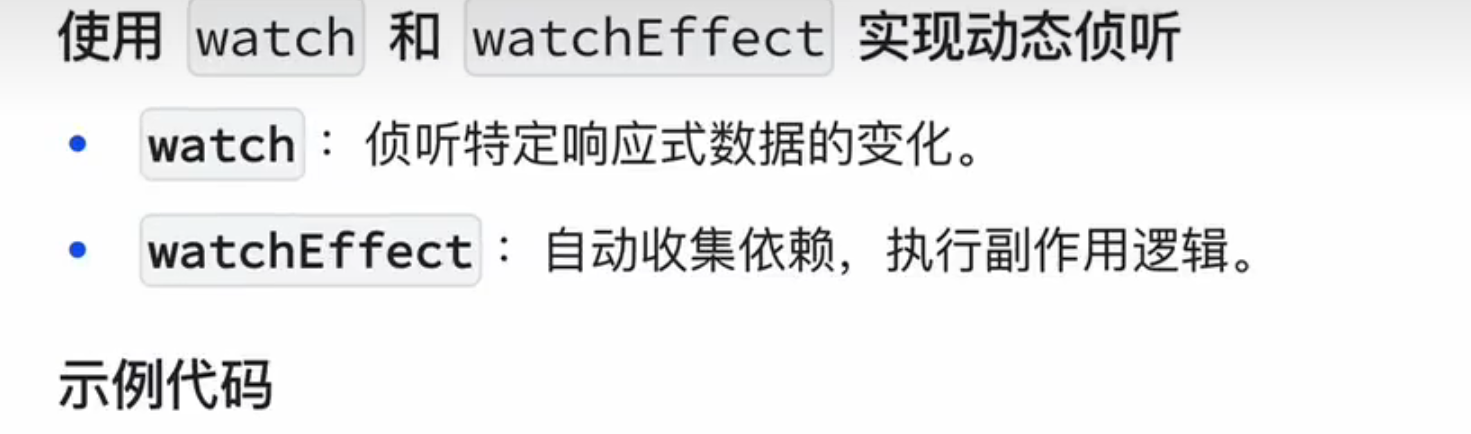 使用 watch 和 watchEffect 实现动态侦听
• watch：侦听特定响应式数据的变化。
• watchEffect：自动收集依赖，执行副作用逻辑。
示例代码